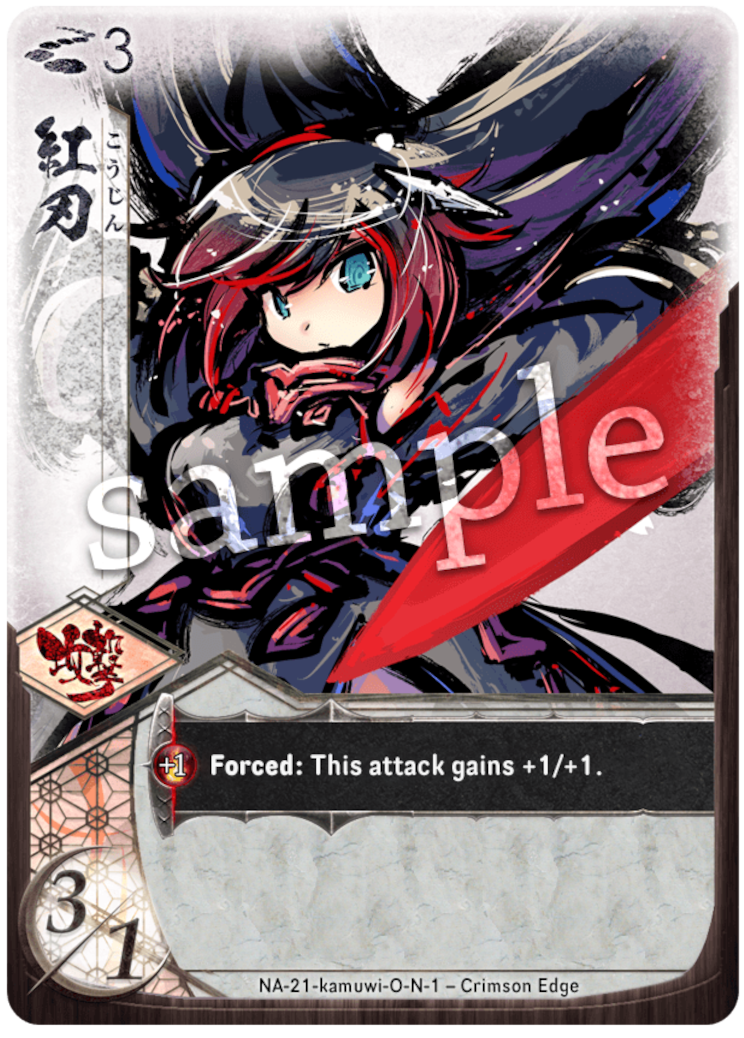 3
紅刃
こうじん
sample
攻撃
+1
Forced: This attack gains +1/+1.
3/1
NA-21-kamuwi-O-N-1 – Crimson Edge